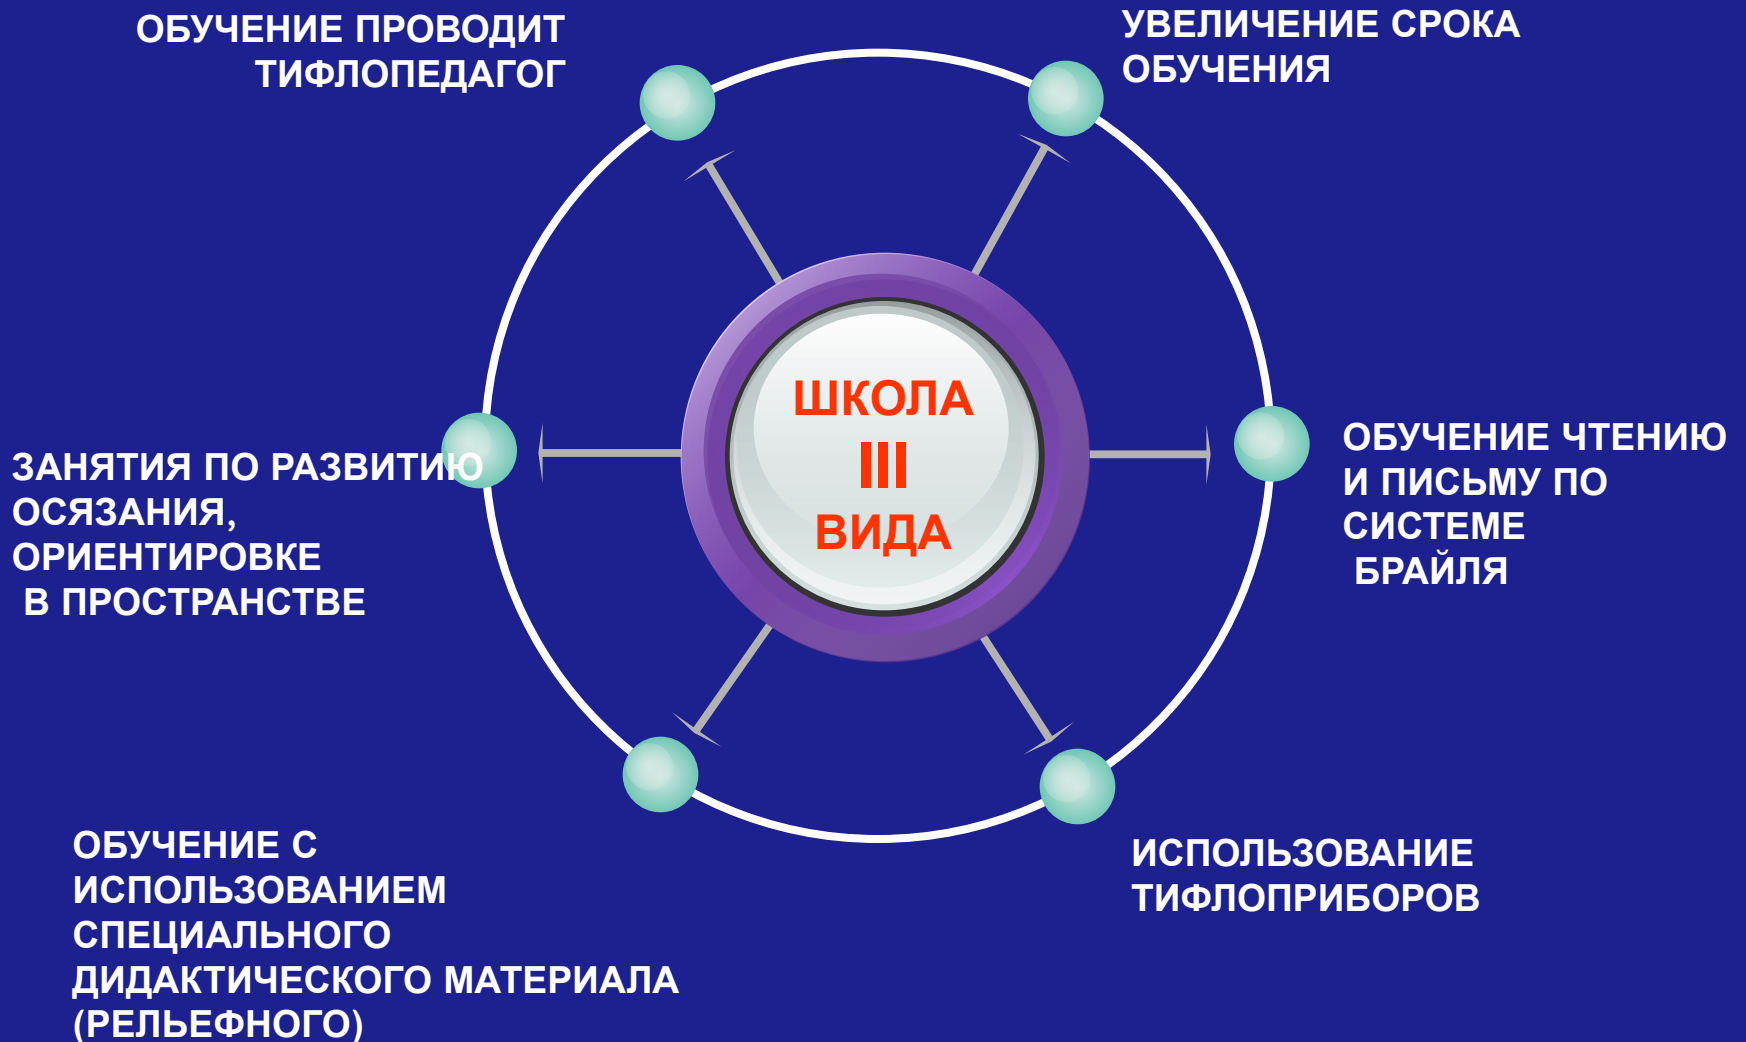 ОБУЧЕНИЕ ПРОВОДИТ
ТИФЛОПЕДАГОГ
УВЕЛИЧЕНИЕ СРОКА
ОБУЧЕНИЯ
ШКОЛА
III
ВИДА
ЗАНЯТИЯ ПО РАЗВИТИЮ
ОСЯЗАНИЯ,
ОРИЕНТИРОВКЕ
В ПРОСТРАНСТВЕ
ОБУЧЕНИЕ ЧТЕНИЮ
И ПИСЬМУ ПО
СИСТЕМЕ
БРАЙЛЯ
ОБУЧЕНИЕ С
ИСПОЛЬЗОВАНИЕМ
СПЕЦИАЛЬНОГО
ДИДАКТИЧЕСКОГО МАТЕРИАЛА
(РЕЛЬЕФНОГО)
ИСПОЛЬЗОВАНИЕ
ТИФЛОПРИБОРОВ